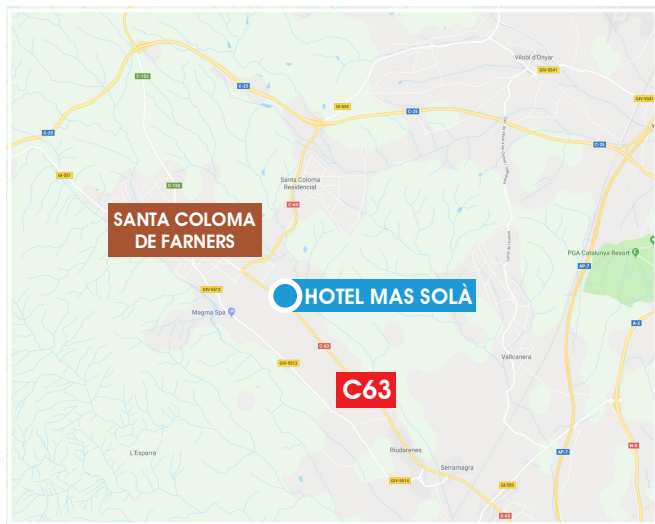 Vilobí d'Onyar
C-152
GIV-5341
C-25
GIV-5341
GI-533
C-25
C-25
C-25
GI-551
Santa Coloma
Residencial
C-152
C-63
SANTA COLOMA
DE FARNERS
PGA Catalunya Resort
AP-7
GIV-5512
HOTEL MAS SOLÀ
Magma Spa
A-2
C-63
Vallcanera
GIV-5512
C63
N-II
L'Esparra
Riudarenes
AP-7
Serramagra
GIV-5514
GI-555
C-63